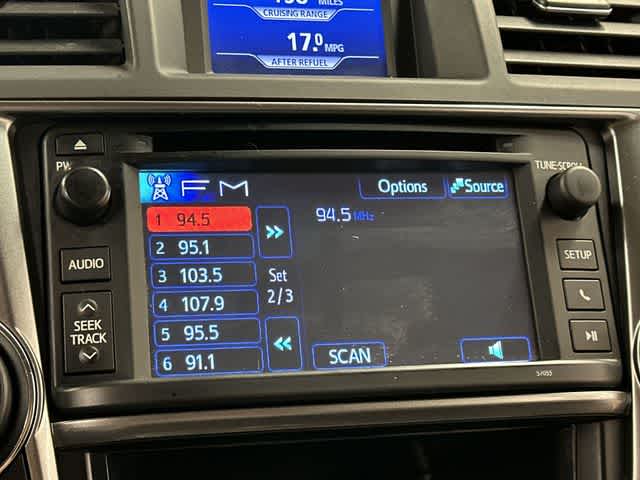 MILES
CRUISING RANGE
17.0 MPG
AFTER REFUEL
TUNE·SCROLL
FM
Options
Source
1 94.5
94.5 MHz
2 95.1
3 103.5
Set
2/3
4 107.9
5 95.5
6 91.1
SCAN
AUDIO
SEEK
TRACK
SETUP
57055